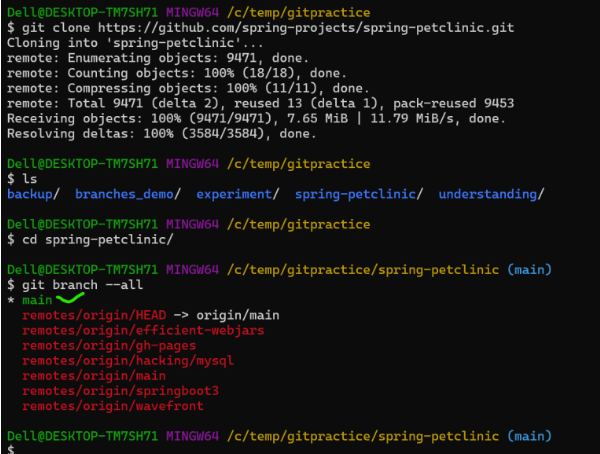 Dell@DESKTOP-TM7SH71 MINGW64 /c/temp/gitpractice
$ git clone https://github.com/spring-projects/spring-petclinic.git
Cloning into 'spring-petclinic'...
remote: Enumerating objects: 9471, done.
remote: Counting objects: 100% (18/18), done.
remote: Compressing objects: 100% (11/11), done.
remote: Total 9471 (delta 2), reused 13 (delta 1), pack-reused 9453
Receiving objects: 100% (9471/9471), 7.65 MiB | 11.79 MiB/s, done.
Resolving deltas: 100% (3584/3584), done.
Dell@DESKTOP-TM7SH71 MINGW64 /c/temp/gitpractice
$ ls
backup/  branches_demo/  experiment/  spring-petclinic/  understanding/
Dell@DESKTOP-TM7SH71 MINGW64 /c/temp/gitpractice
$ cd spring-petclinic/
Dell@DESKTOP-TM7SH71 MINGW64 /c/temp/gitpractice/spring-petclinic (main)
$ git branch --all
* main
remotes/origin/HEAD -> origin/main
remotes/origin/efficient-webjars
remotes/origin/gh-pages
remotes/origin/hacking/mysql
remotes/origin/main
remotes/origin/springboot3
remotes/origin/wavefront
Dell@DESKTOP-TM7SH71 MINGW64 /c/temp/gitpractice/spring-petclinic (main)
$